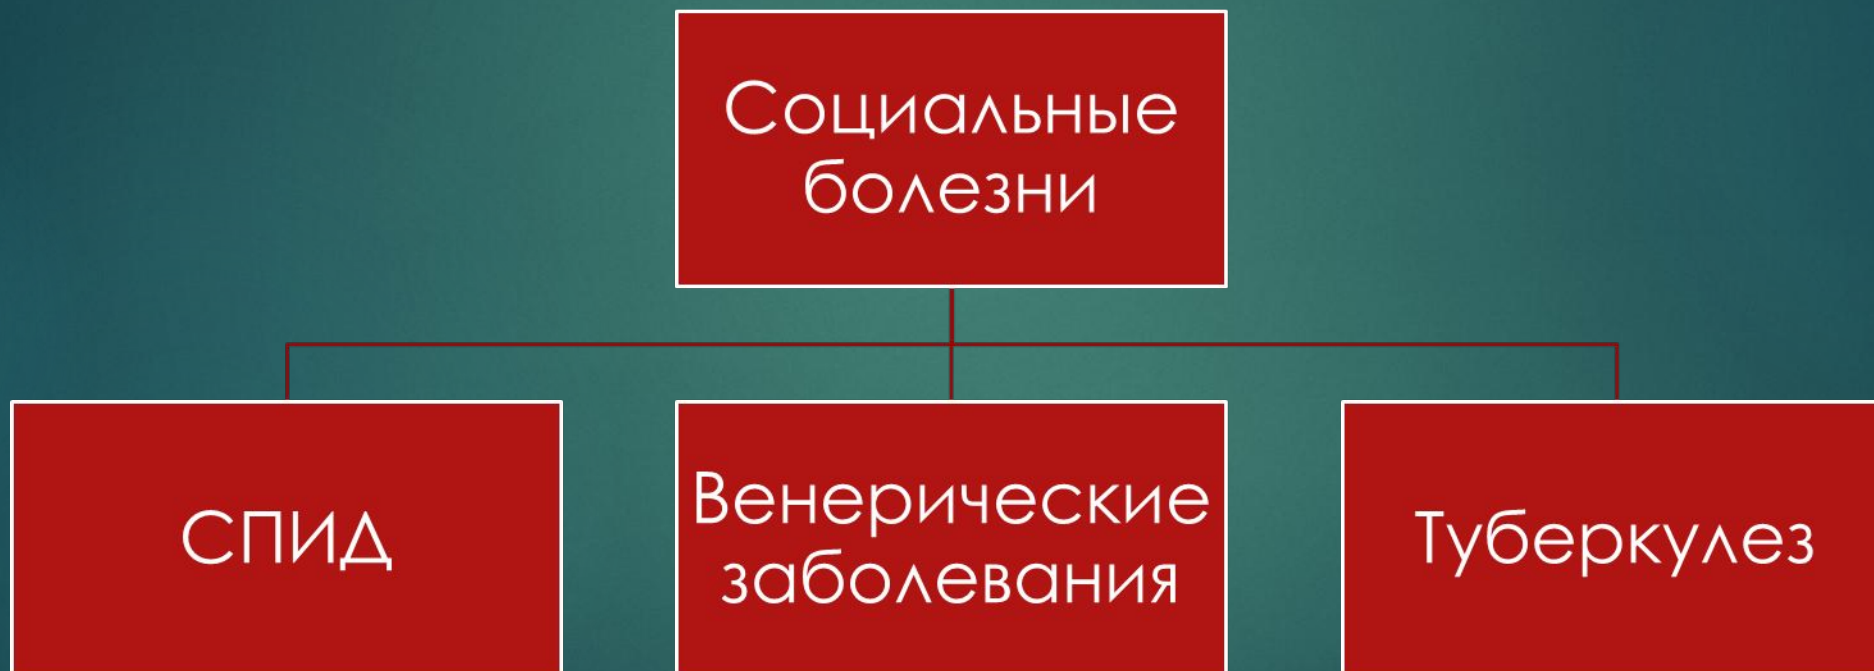 Социальные
болезни
СПИД
Венерические
заболевания
Туберкулез